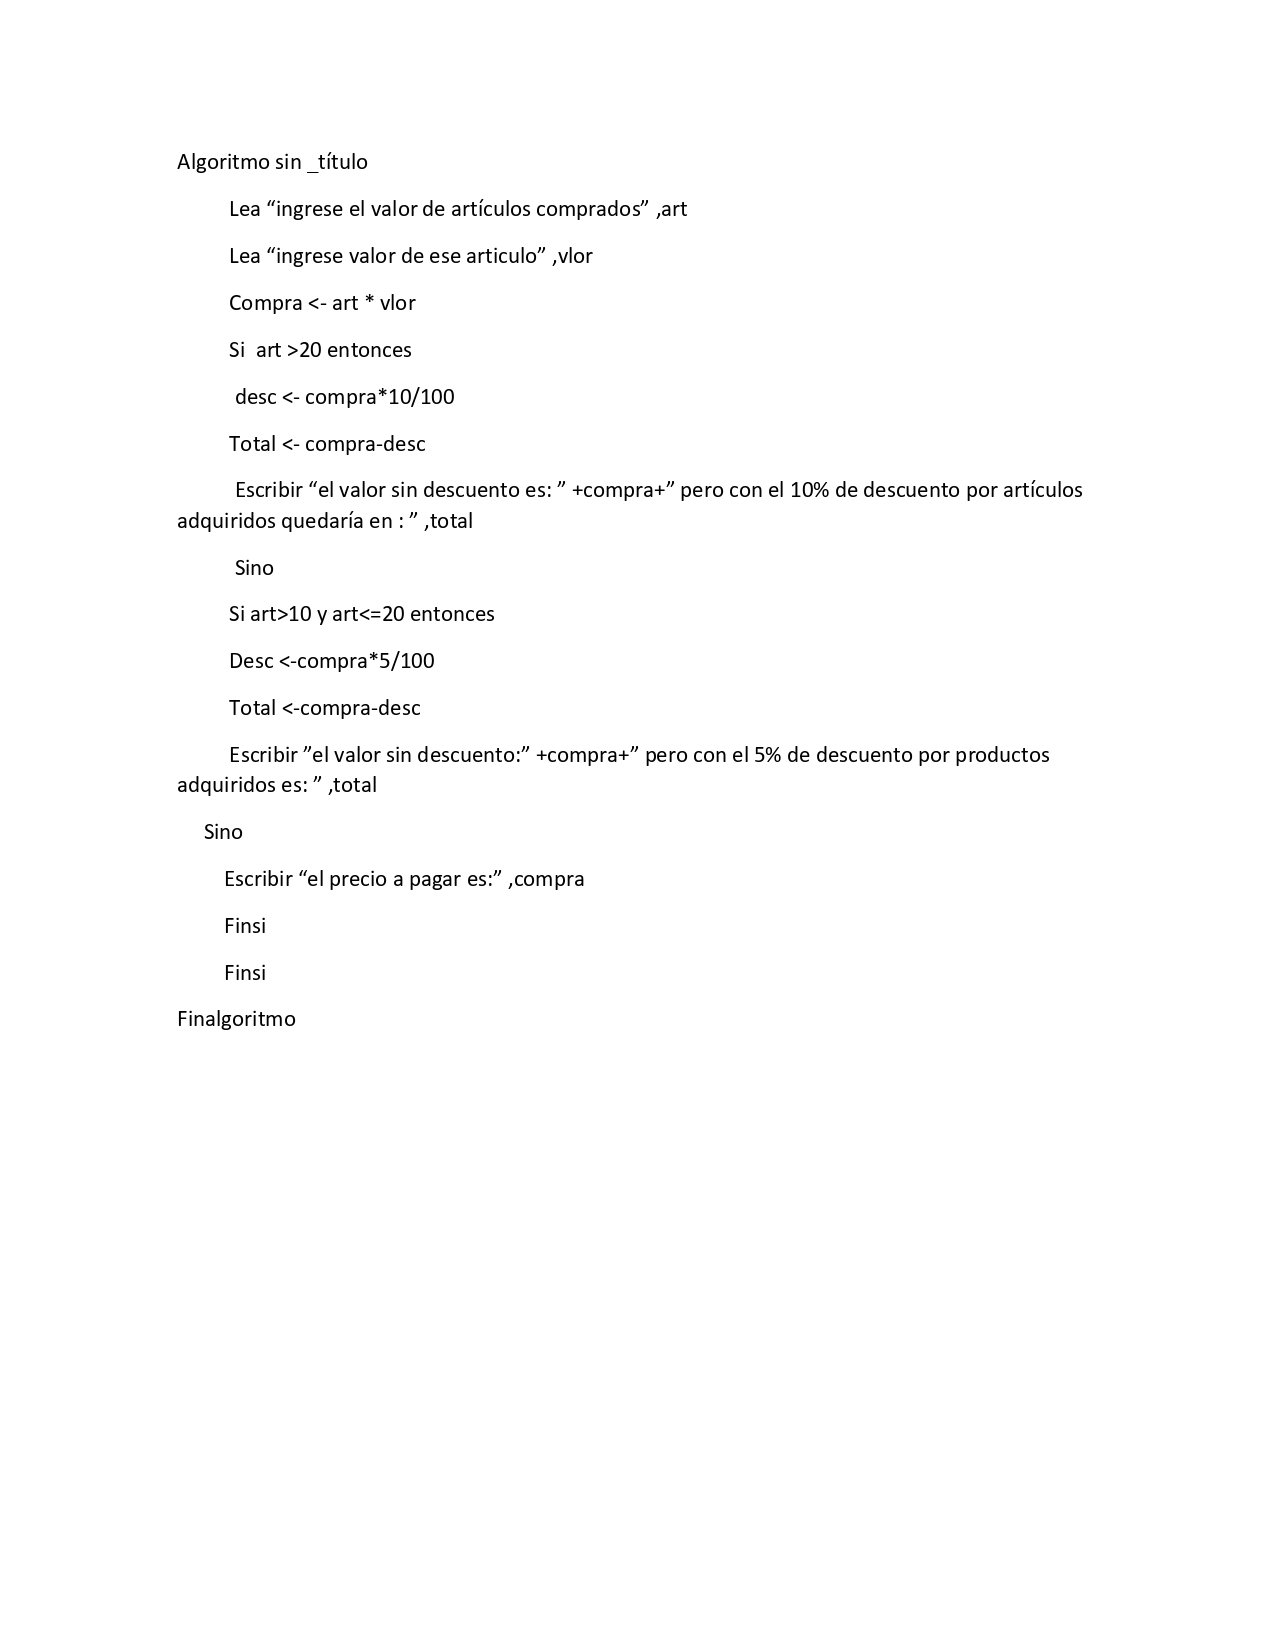 Algoritmo sin _título
Lea “ingrese el valor de artículos comprados” ,art
Lea “ingrese valor de ese articulo” ,vlor
Compra <- art * vlor
Si  art >20 entonces
desc <- compra*10/100
Total <- compra-desc
Escribir “el valor sin descuento es: ” +compra+” pero con el 10% de descuento por artículos
adquiridos quedaría en : ” ,total
Sino
Si art>10 y art<=20 entonces
Desc <-compra*5/100
Total <-compra-desc
Escribir ”el valor sin descuento:” +compra+” pero con el 5% de descuento por productos
adquiridos es: ” ,total
Sino
Escribir “el precio a pagar es:” ,compra
Finsi
Finsi
Finalgoritmo